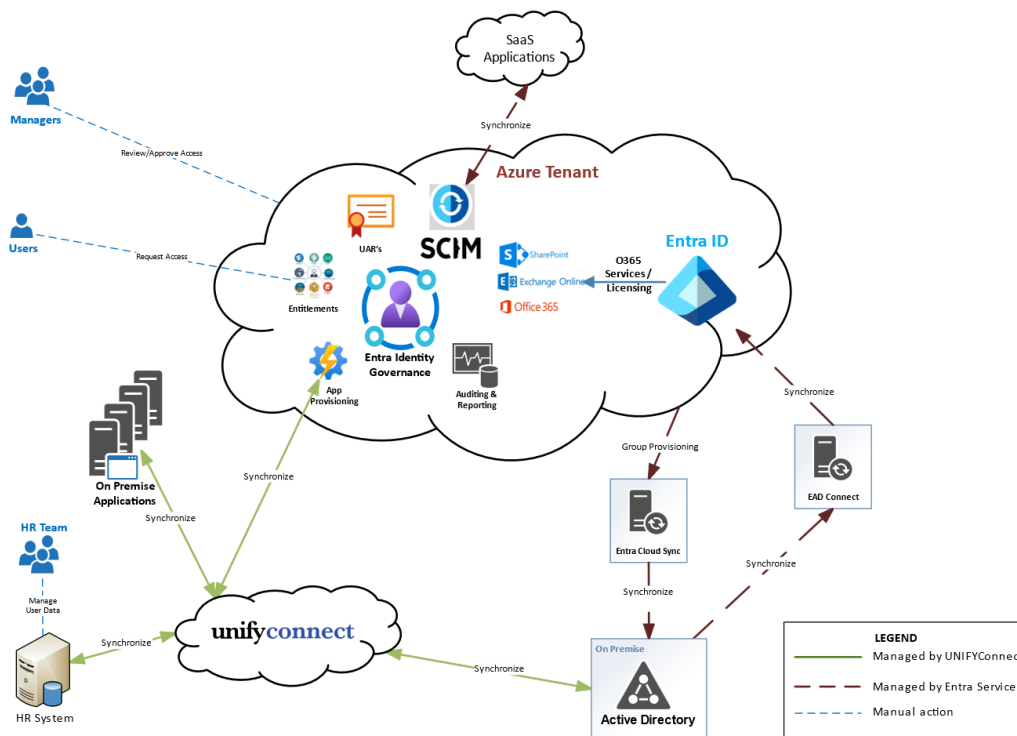 SaaS
Applications
Synchronize
Managers
Review/Approve Access
Azure Tenant
Users
Request Access
UAR's
SCIM
Entitlements
Entra Identity
Governance
SharePoint
Exchange Online
Office 365
O365
Services /
Licensing
Entra ID
App
Provisioning
Auditing &
Reporting
Synchronize
Group Provisioning
EAD Connect
On Premise
Applications
Synchronize
Synchronize
Entra Cloud Sync
Synchronize
Synchronize
HR Team
Manage
User Data
Synchronize
HR System
unifyconnect
Synchronize
On Premise
Active Directory
LEGEND
Managed by UNIFYConnect
Managed by Entra Service
Manual action